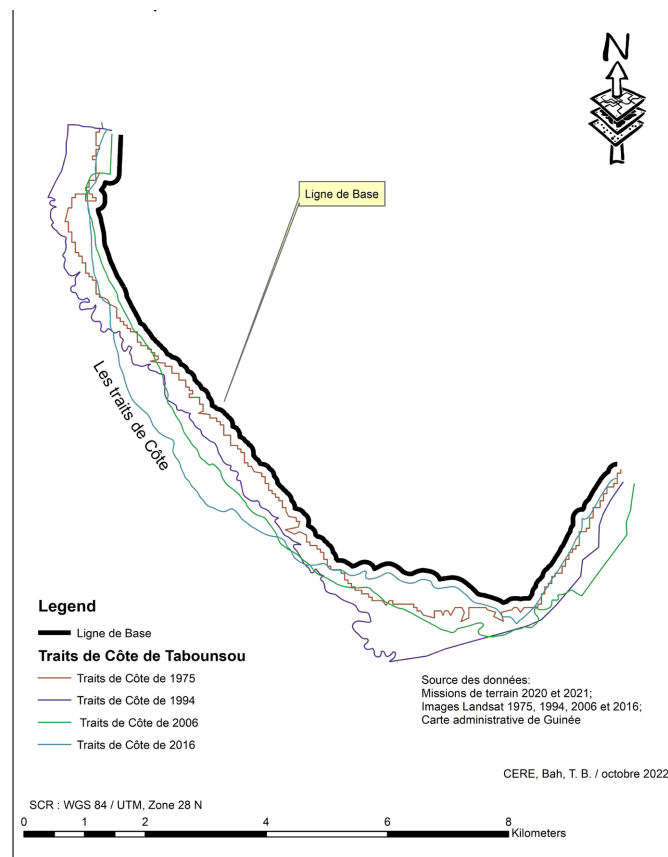 N
Ligne de Base
Les traits de Côte
Legend
Ligne de Base
Traits de Côte de Tabounsou
Traits de Côte de 1975
Traits de Côte de 1994
Traits de Côte de 2006
Traits de Côte de 2016
Source des données:
Missions de terrain 2020 et 2021;
Images Landsat 1975, 1994, 2006 et 2016;
Carte administrative de Guinée
CERE, Bah, T. B. / octobre 2022
SCR : WGS 84 / UTM, Zone 28 N
0 1 2 4 6 8
Kilometers